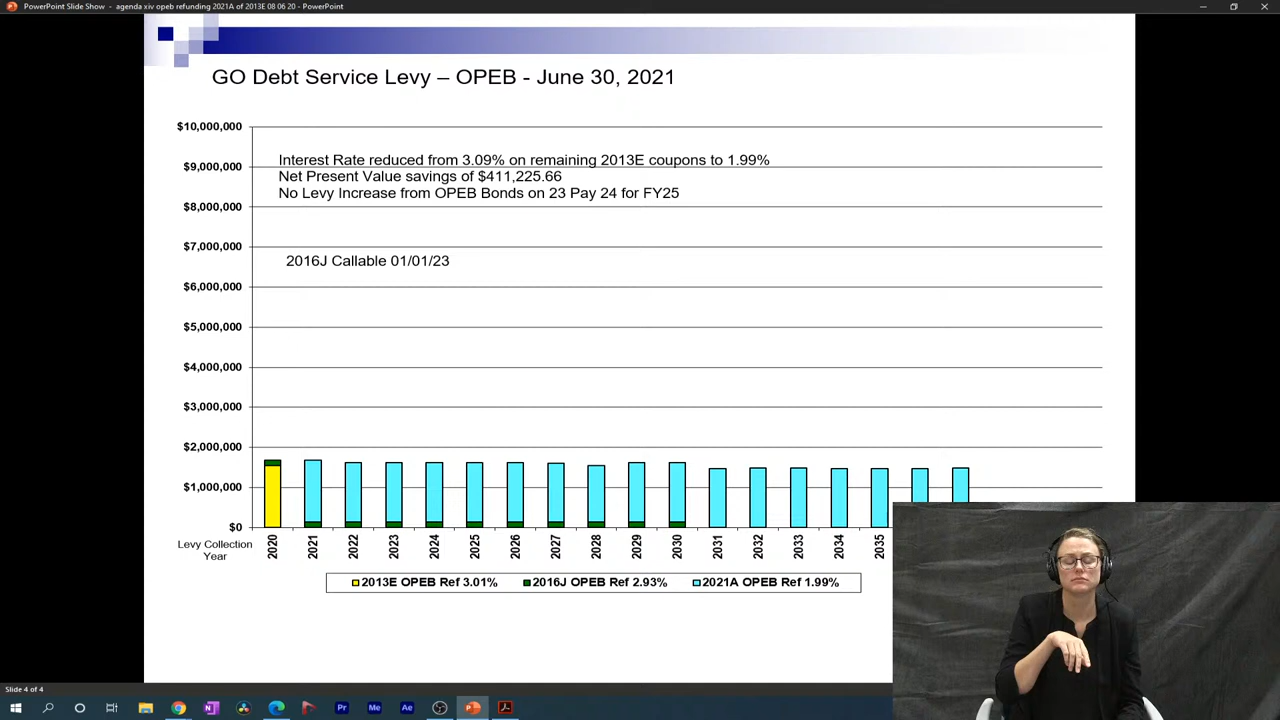 PowerPoint Slide Show - agenda xiv opeb refunding 2021A of 2013E 08 06 20 - PowerPoint
GO Debt Service Levy – OPEB - June 30, 2021
$10,000,000
Interest Rate reduced from 3.09% on remaining 2013E coupons to 1.99%
$9,000,000
Net Present Value savings of $411,225.66
No Levy Increase from OPEB Bonds on 23 Pay 24 for FY25
$8,000,000
$7,000,000
2016J Callable 01/01/23
$6,000,000
$5,000,000
$4,000,000
$3,000,000
$2,000,000
$1,000,000
$0
Levy Collection
Year
2020 2021 2022 2023 2024 2025 2026 2027 2028 2029 2030 2031 2032 2033 2034 2035
2013E OPEB Ref 3.01% 2016J OPEB Ref 2.93% 2021A OPEB Ref 1.99%
Slide 4 of 4
N Pr Me Ae